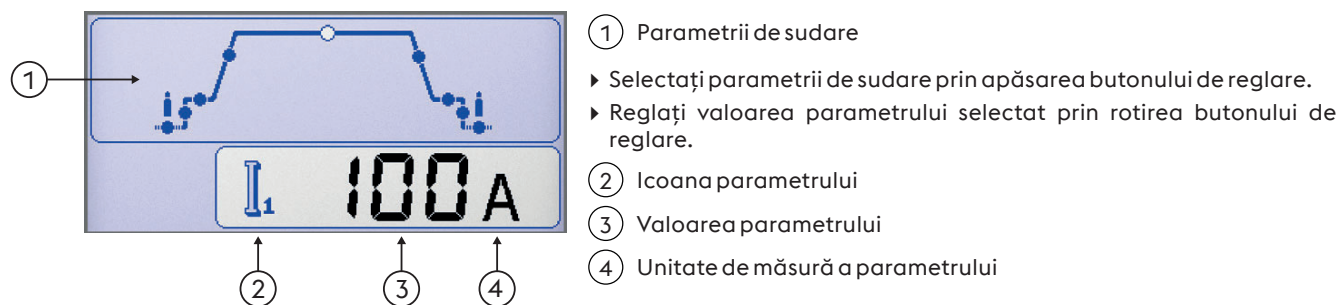 1 Parametrii de sudare
1
▸ Selectați parametrii de sudare prin apăsarea butonului de reglare.
▸ Reglați valoarea parametrului selectat prin rotirea butonului de
reglare.
I1 100 A
2 Icoana parametrului
3 Valoarea parametrului
4 Unitate de măsură a parametrului
2 3 4